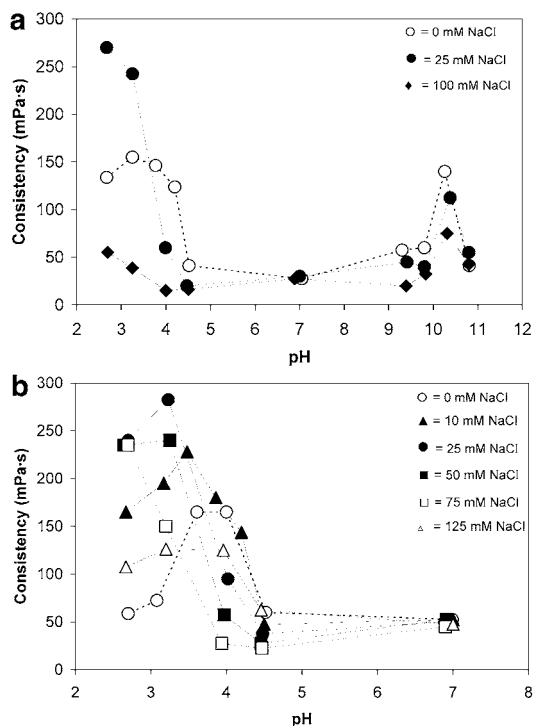 a
Consistency (mPa·s)
300
250
200
150
100
50
0
○ = 0 mM NaCl
● = 25 mM NaCl
◆ = 100 mM NaCl
2 3 4 5 6 7 8 9 10 11 12
pH
b
Consistency (mPa·s)
300
250
200
150
100
50
0
○ = 0 mM NaCl
▲ = 10 mM NaCl
● = 25 mM NaCl
■ = 50 mM NaCl
□ = 75 mM NaCl
△ = 125 mM NaCl
2 3 4 5 6 7 8
pH